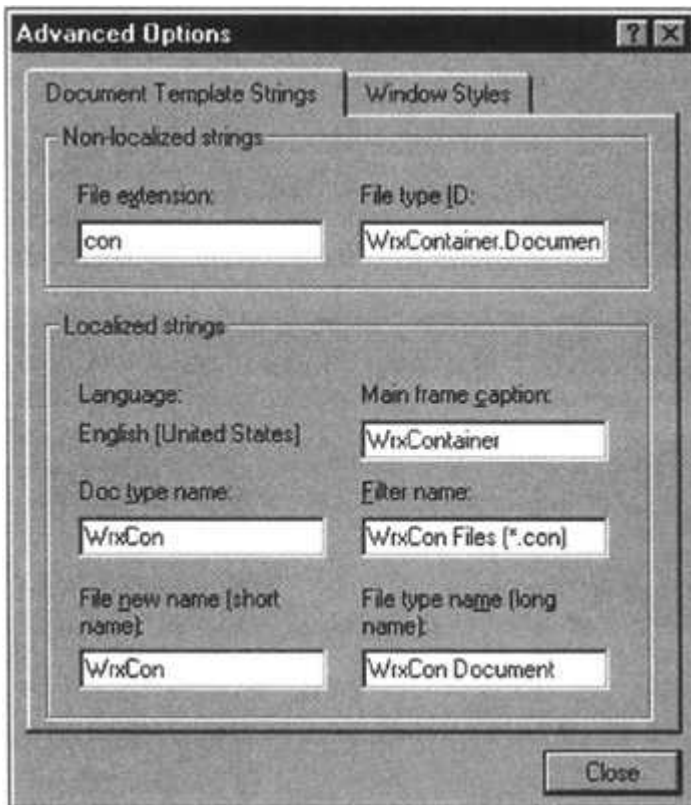 Advanced Options
Document Template Strings
Window Styles
Non-localized strings
File extension:
File type ID:
con
WrxContainer.Documen
Localized strings
Language:
Main frame caption:
English [United States]
WrxContainer
Doc type name:
Filter name:
WrxCon
WrxCon Files (*.con)
File new name (short
name):
File type name (long
name):
WrxCon
WrxCon Document
Close